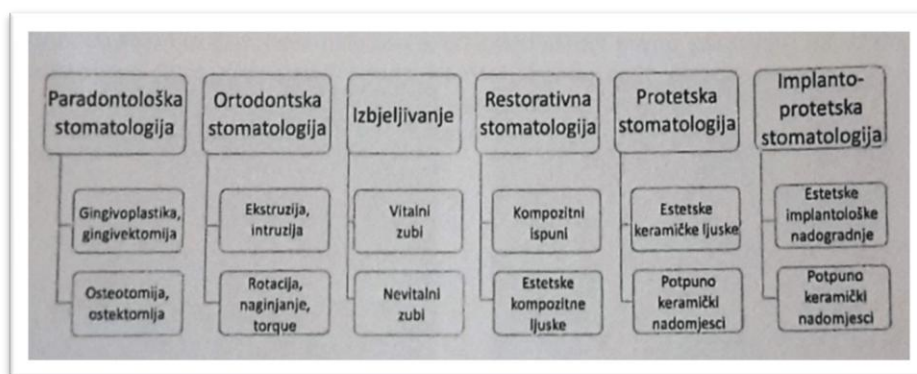 Paradontološka
stomatologija
Gingivoplastika,
gingivektomija
Osteotomija,
ostektomija
Ortodontska
stomatologija
Ekstruzija,
intruzija
Rotacija,
naginjanje,
torque
Izbjeljivanje
Vitalni
zubi
Nevitalni
zubi
Restorativna
stomatologija
Kompozitni
ispuni
Estetske
kompozitne
ljuske
Protetska
stomatologija
Estetske
keramičke ljuske
Potpuno
keramički
nadomjesci
Implanto-
protetska
stomatologija
Estetske
implantološke
nadogradnje
Potpuno
keramički
nadomjesci